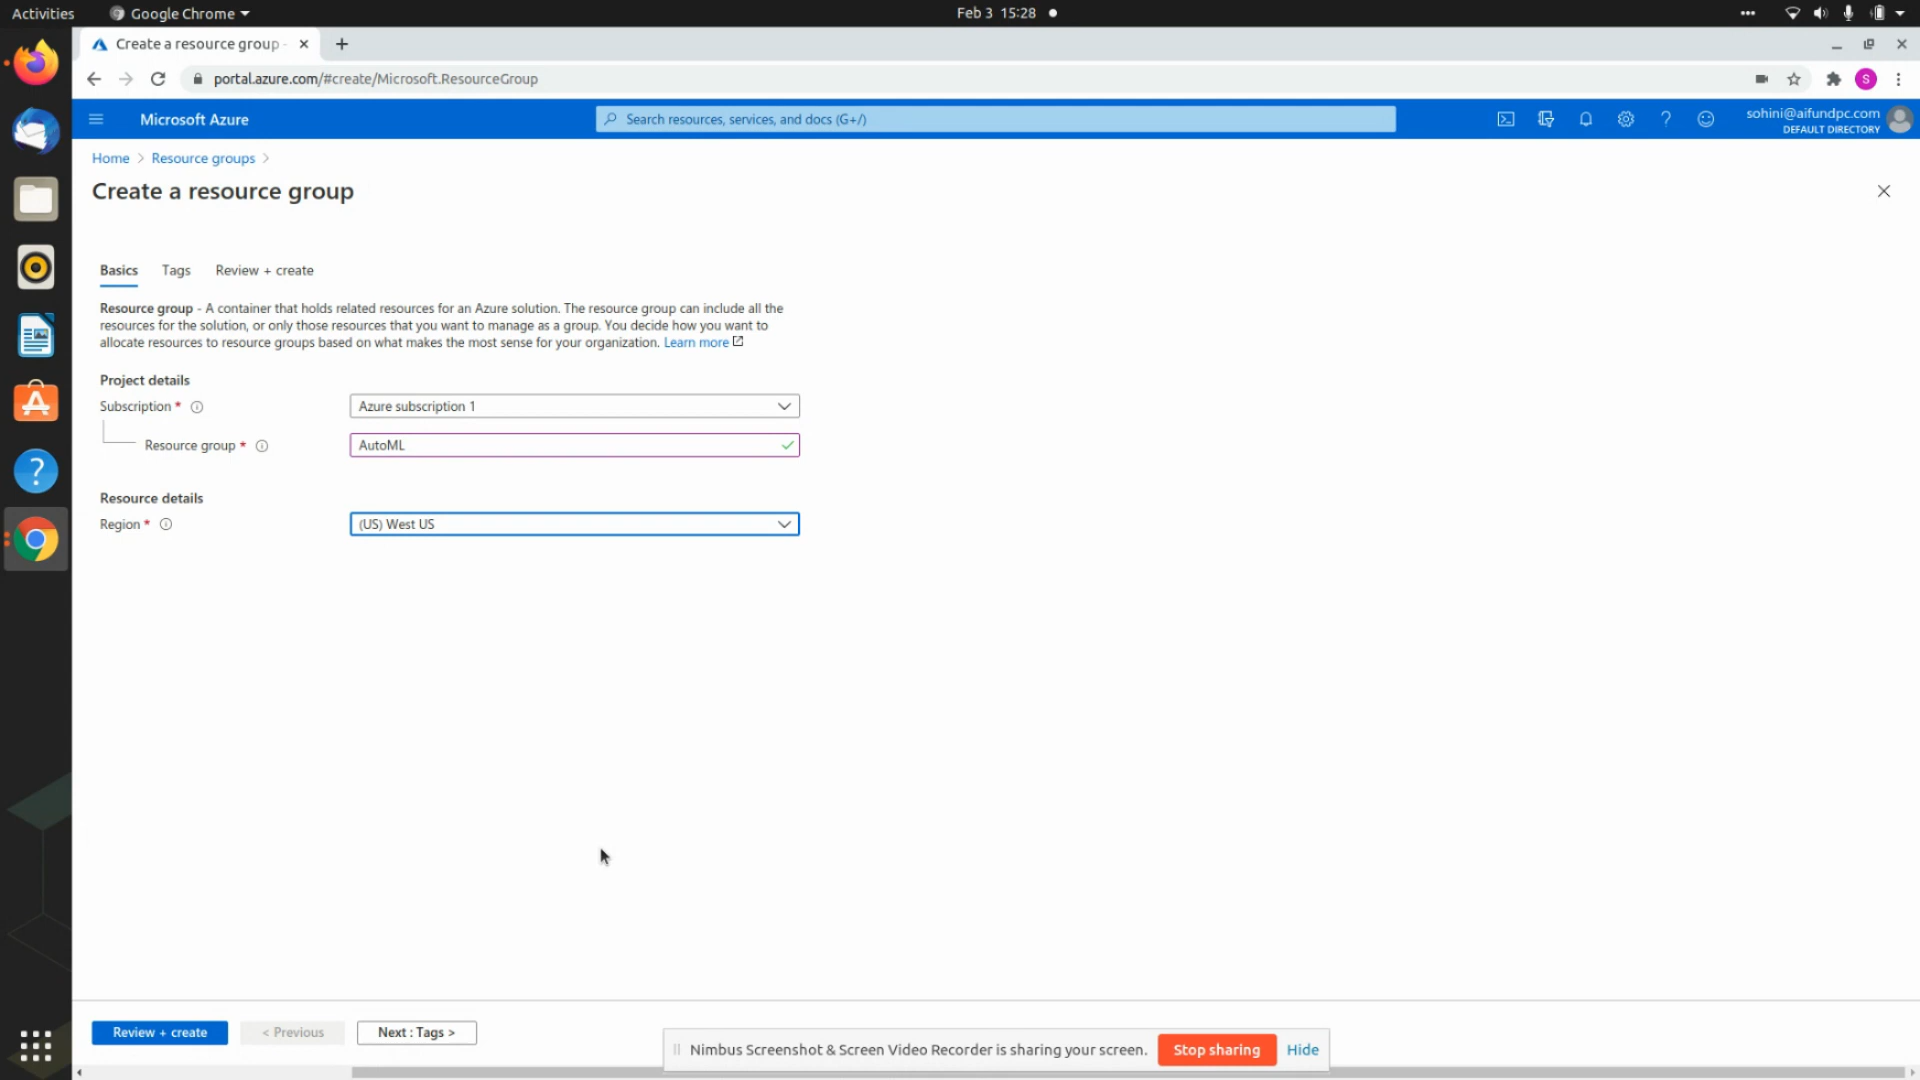 Activities
Google Chrome
Feb 3 15:28
Create a resource group -
portal.azure.com/#create/Microsoft.ResourceGroup
S
Microsoft Azure
Search resources, services, and docs (G+/)
sohini@aifundpc.com
DEFAULT DIRECTORY
Home > Resource groups >
Create a resource group
Basics Tags Review + create
Resource group - A container that holds related resources for an Azure solution. The resource group can include all the
resources for the solution, or only those resources that you want to manage as a group. You decide how you want to
allocate resources to resource groups based on what makes the most sense for your organization. Learn more
Project details
Subscription * Azure subscription 1
Resource group * AutoML
Resource details
Region * (US) West US
Review + create < Previous Next : Tags >
Nimbus Screenshot & Screen Video Recorder is sharing your screen. Stop sharing Hide